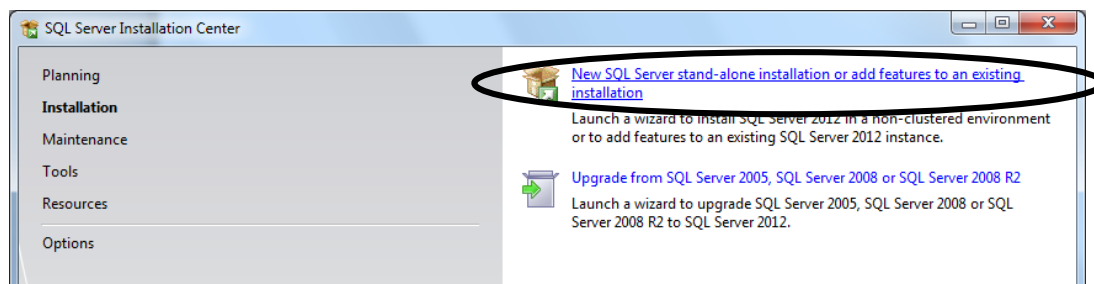 SQL Server Installation Center
Planning
Installation
Maintenance
Tools
Resources
Options
New SQL Server stand-alone installation or add features to an existing
installation
Launch a wizard to install SQL Server 2012 in a non-clustered environment
or to add features to an existing SQL Server 2012 instance.
Upgrade from SQL Server 2005, SQL Server 2008 or SQL Server 2008 R2
Launch a wizard to upgrade SQL Server 2005, SQL Server 2008 or SQL
Server 2008 R2 to SQL Server 2012.